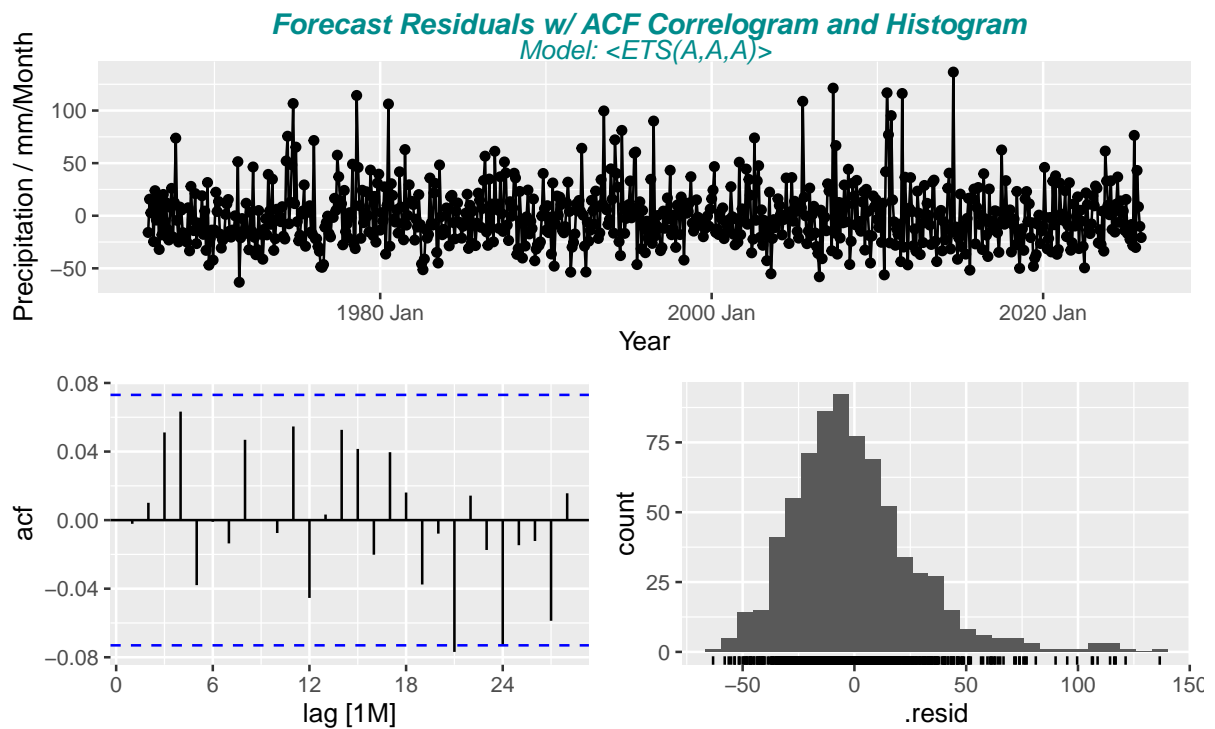 Forecast Residuals w/ ACF Correlogram and Histogram
Model: <ETS(A,A,A)>
Precipitation / mm/Month
100
50
0
−50
1980 Jan
2000 Jan
2020 Jan
Year
acf
0.08
0.04
0.00
−0.04
−0.08
0
6
12
18
24
lag [1M]
count
75
50
25
0
−50
0
50
100
150
.resid